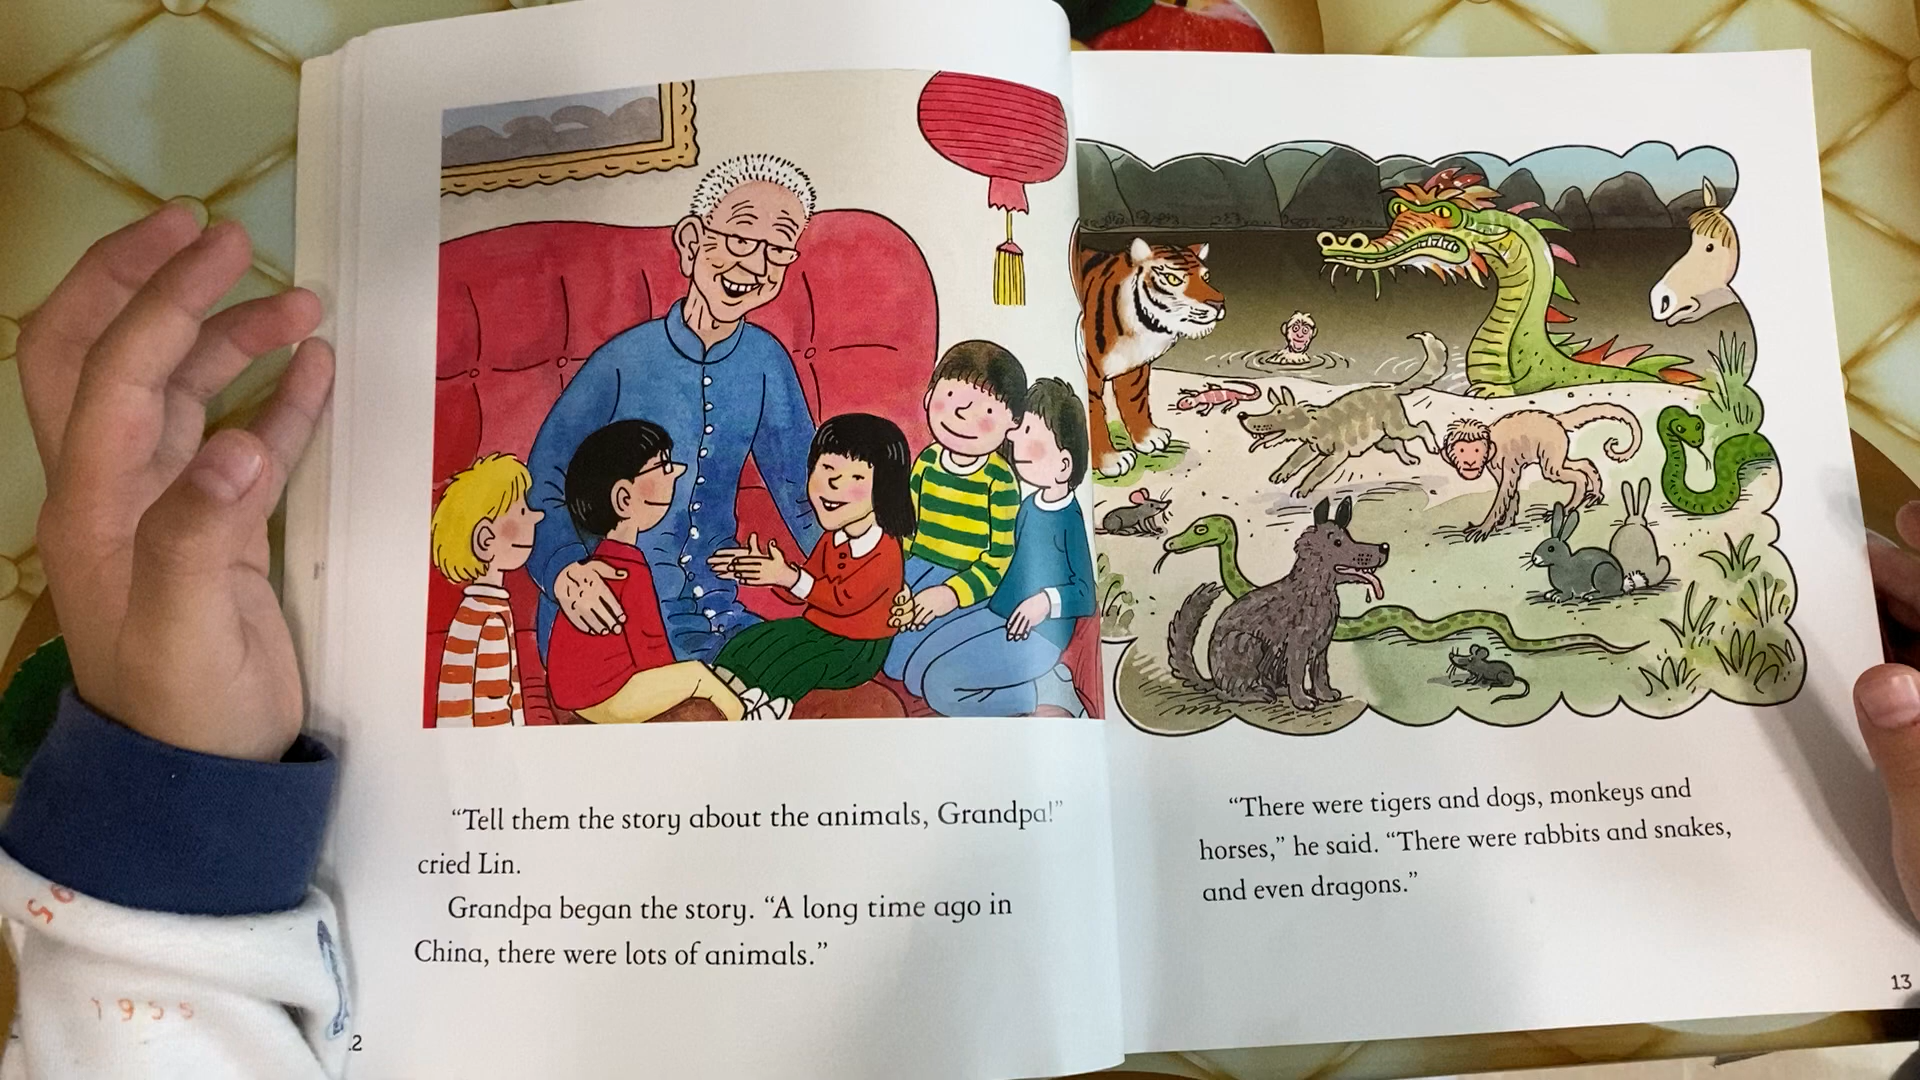 “Tell them the story about the animals, Grandpa!”
cried Lin.
Grandpa began the story. “A long time ago in
China, there were lots of animals.”
“There were tigers and dogs, monkeys and
horses,” he said. “There were rabbits and snakes,
and even dragons.”
13
.2
95
1955